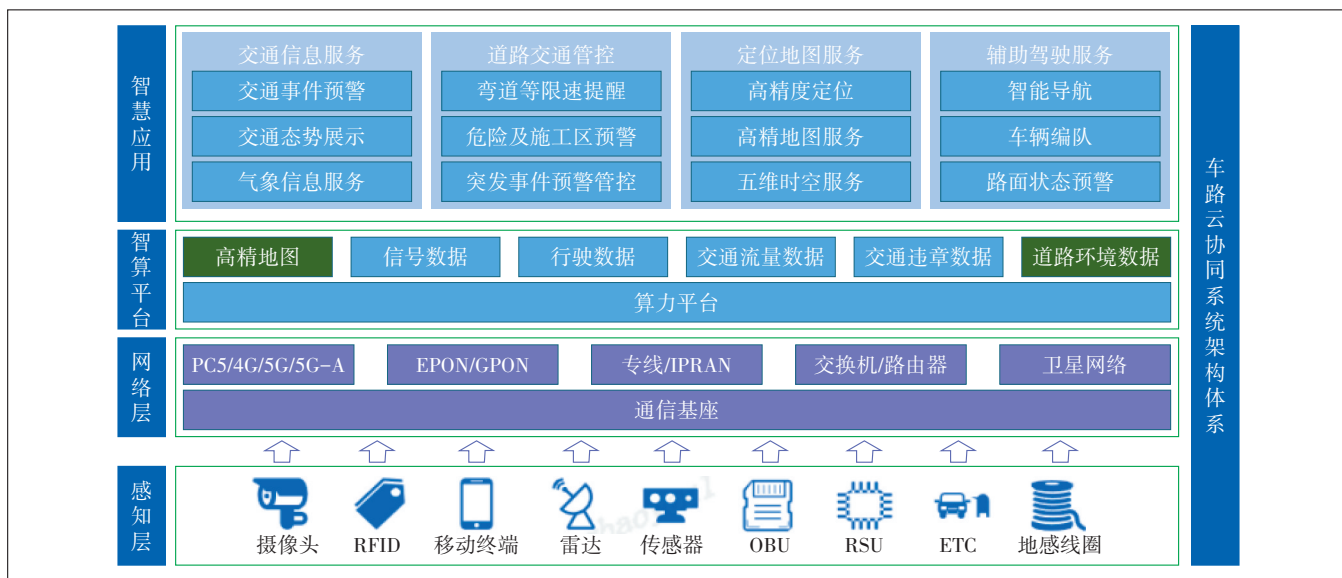 智慧应用
交通信息服务
交通事件预警
交通态势展示
气象信息服务
道路交通管控
弯道等限速提醒
危险及施工区预警
突发事件预警管控
定位地图服务
高精度定位
高精地图服务
五维时空服务
辅助驾驶服务
智能导航
车辆编队
路面状态预警
智算平台
高精地图
信号数据
行驶数据
交通流量数据
交通违章数据
道路环境数据
算力平台
网络层
PC5/4G/5G/5G-A
EPON/GPON
专线/IPRAN
交换机/路由器
卫星网络
通信基座
感知层
摄像头
RFID
移动终端
雷达
传感器
OBU
RSU
ETC
地感线圈
车路云协同系统架构体系